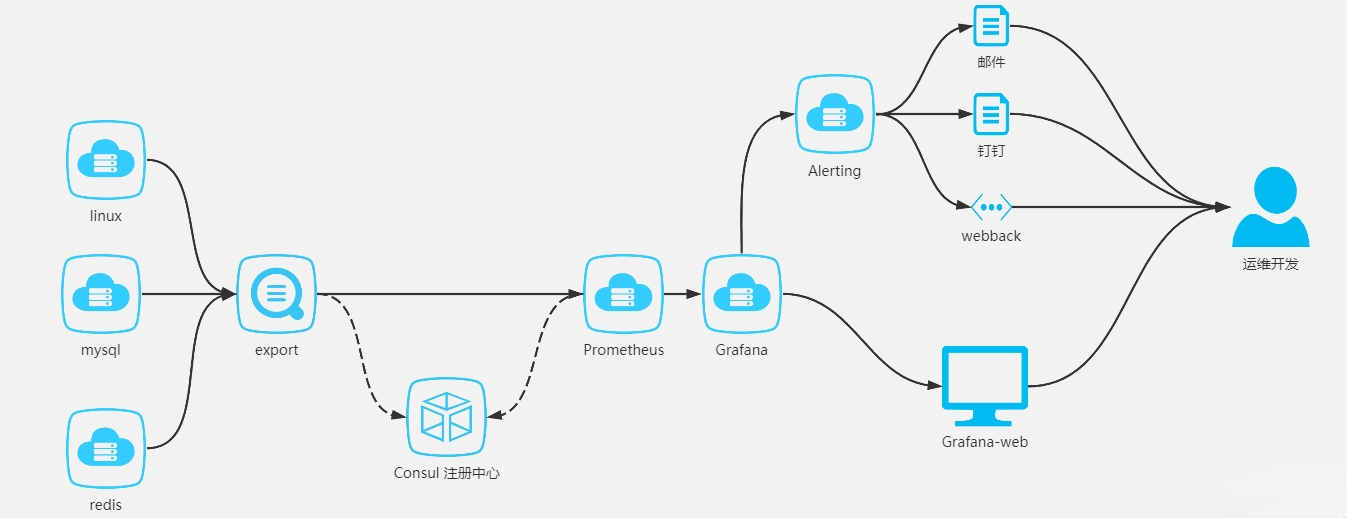 邮件
钉钉
Alerting
linux
webback
运维开发
mysql
export
Prometheus
Grafana
Grafana-web
Consul 注册中心
redis